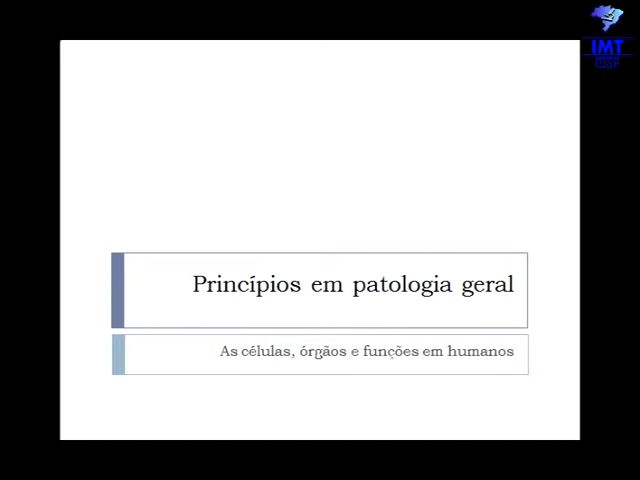 IMT
USP
Princípios em patologia geral
As células, órgãos e funções em humanos